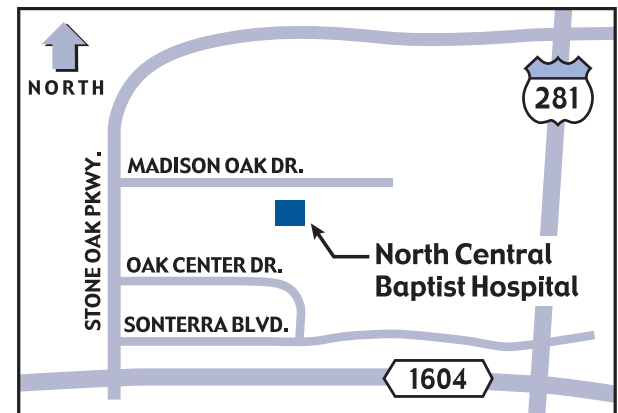 NORTH
281
MADISON OAK DR.
STONE OAK PKWY.
North Central
Baptist Hospital
OAK CENTER DR.
SONTERRA BLVD.
1604